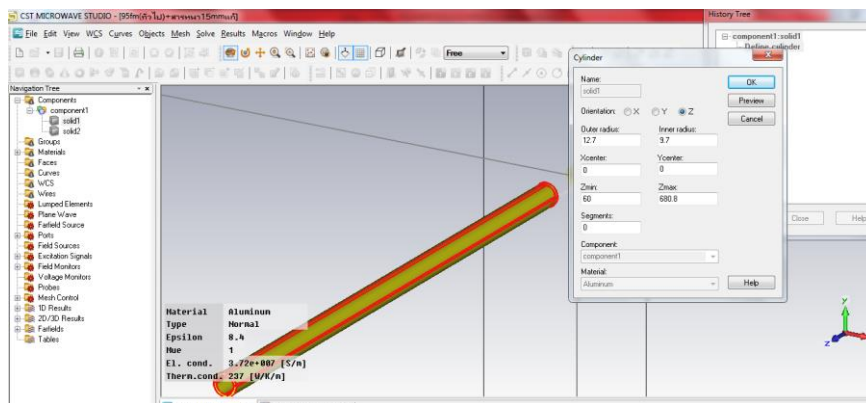 CST MICROWAVE STUDIO - [95fm(คิวไป)+สารหนา15mmแก้]
File Edit View WCS Curves Objects Mesh Solve Results Macros Window Help
Free
Navigation Tree
Components
component1
solid1
solid2
Groups
Materials
Faces
Curves
WCS
Wires
Lumped Elements
Plane Wave
Farfield Source
Ports
Field Sources
Excitation Signals
Field Monitors
Voltage Monitors
Probes
Mesh Control
1D Results
2D/3D Results
Farfields
Tables
Material Aluminum
Type Normal
Epsilon 8.4
Mue 1
El. cond. 3.72e+007 [S/m]
Therm.cond. 237 [W/K/m]
History Tree
component1:solid1
Define cylinder
Cylinder
Name:
solid1
OK
Preview
Cancel
Orientation: X Y Z
Outer radius: Inner radius:
12.7 9.7
Xcenter: Ycenter:
0 0
Zmin: Zmax:
60 680.8
Segments:
0
Component:
component1
Material:
Aluminum
Help
Close Help
y
z